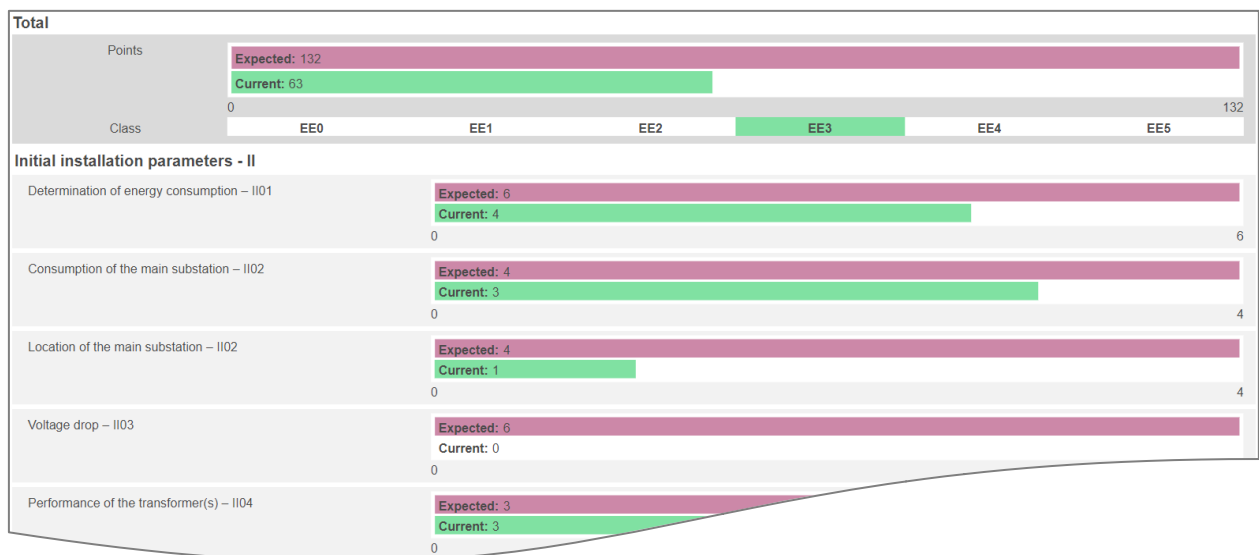 Total
Points
Expected: 132
Current: 63
0 132
Class EE0 EE1 EE2 EE3 EE4 EE5
Initial installation parameters - II
Determination of energy consumption – II01
Expected: 6
Current: 4
0 6
Consumption of the main substation – II02
Expected: 4
Current: 3
0 4
Location of the main substation – II02
Expected: 4
Current: 1
0 4
Voltage drop – II03
Expected: 6
Current: 0
0
Performance of the transformer(s) – II04
Expected: 3
Current: 3
0